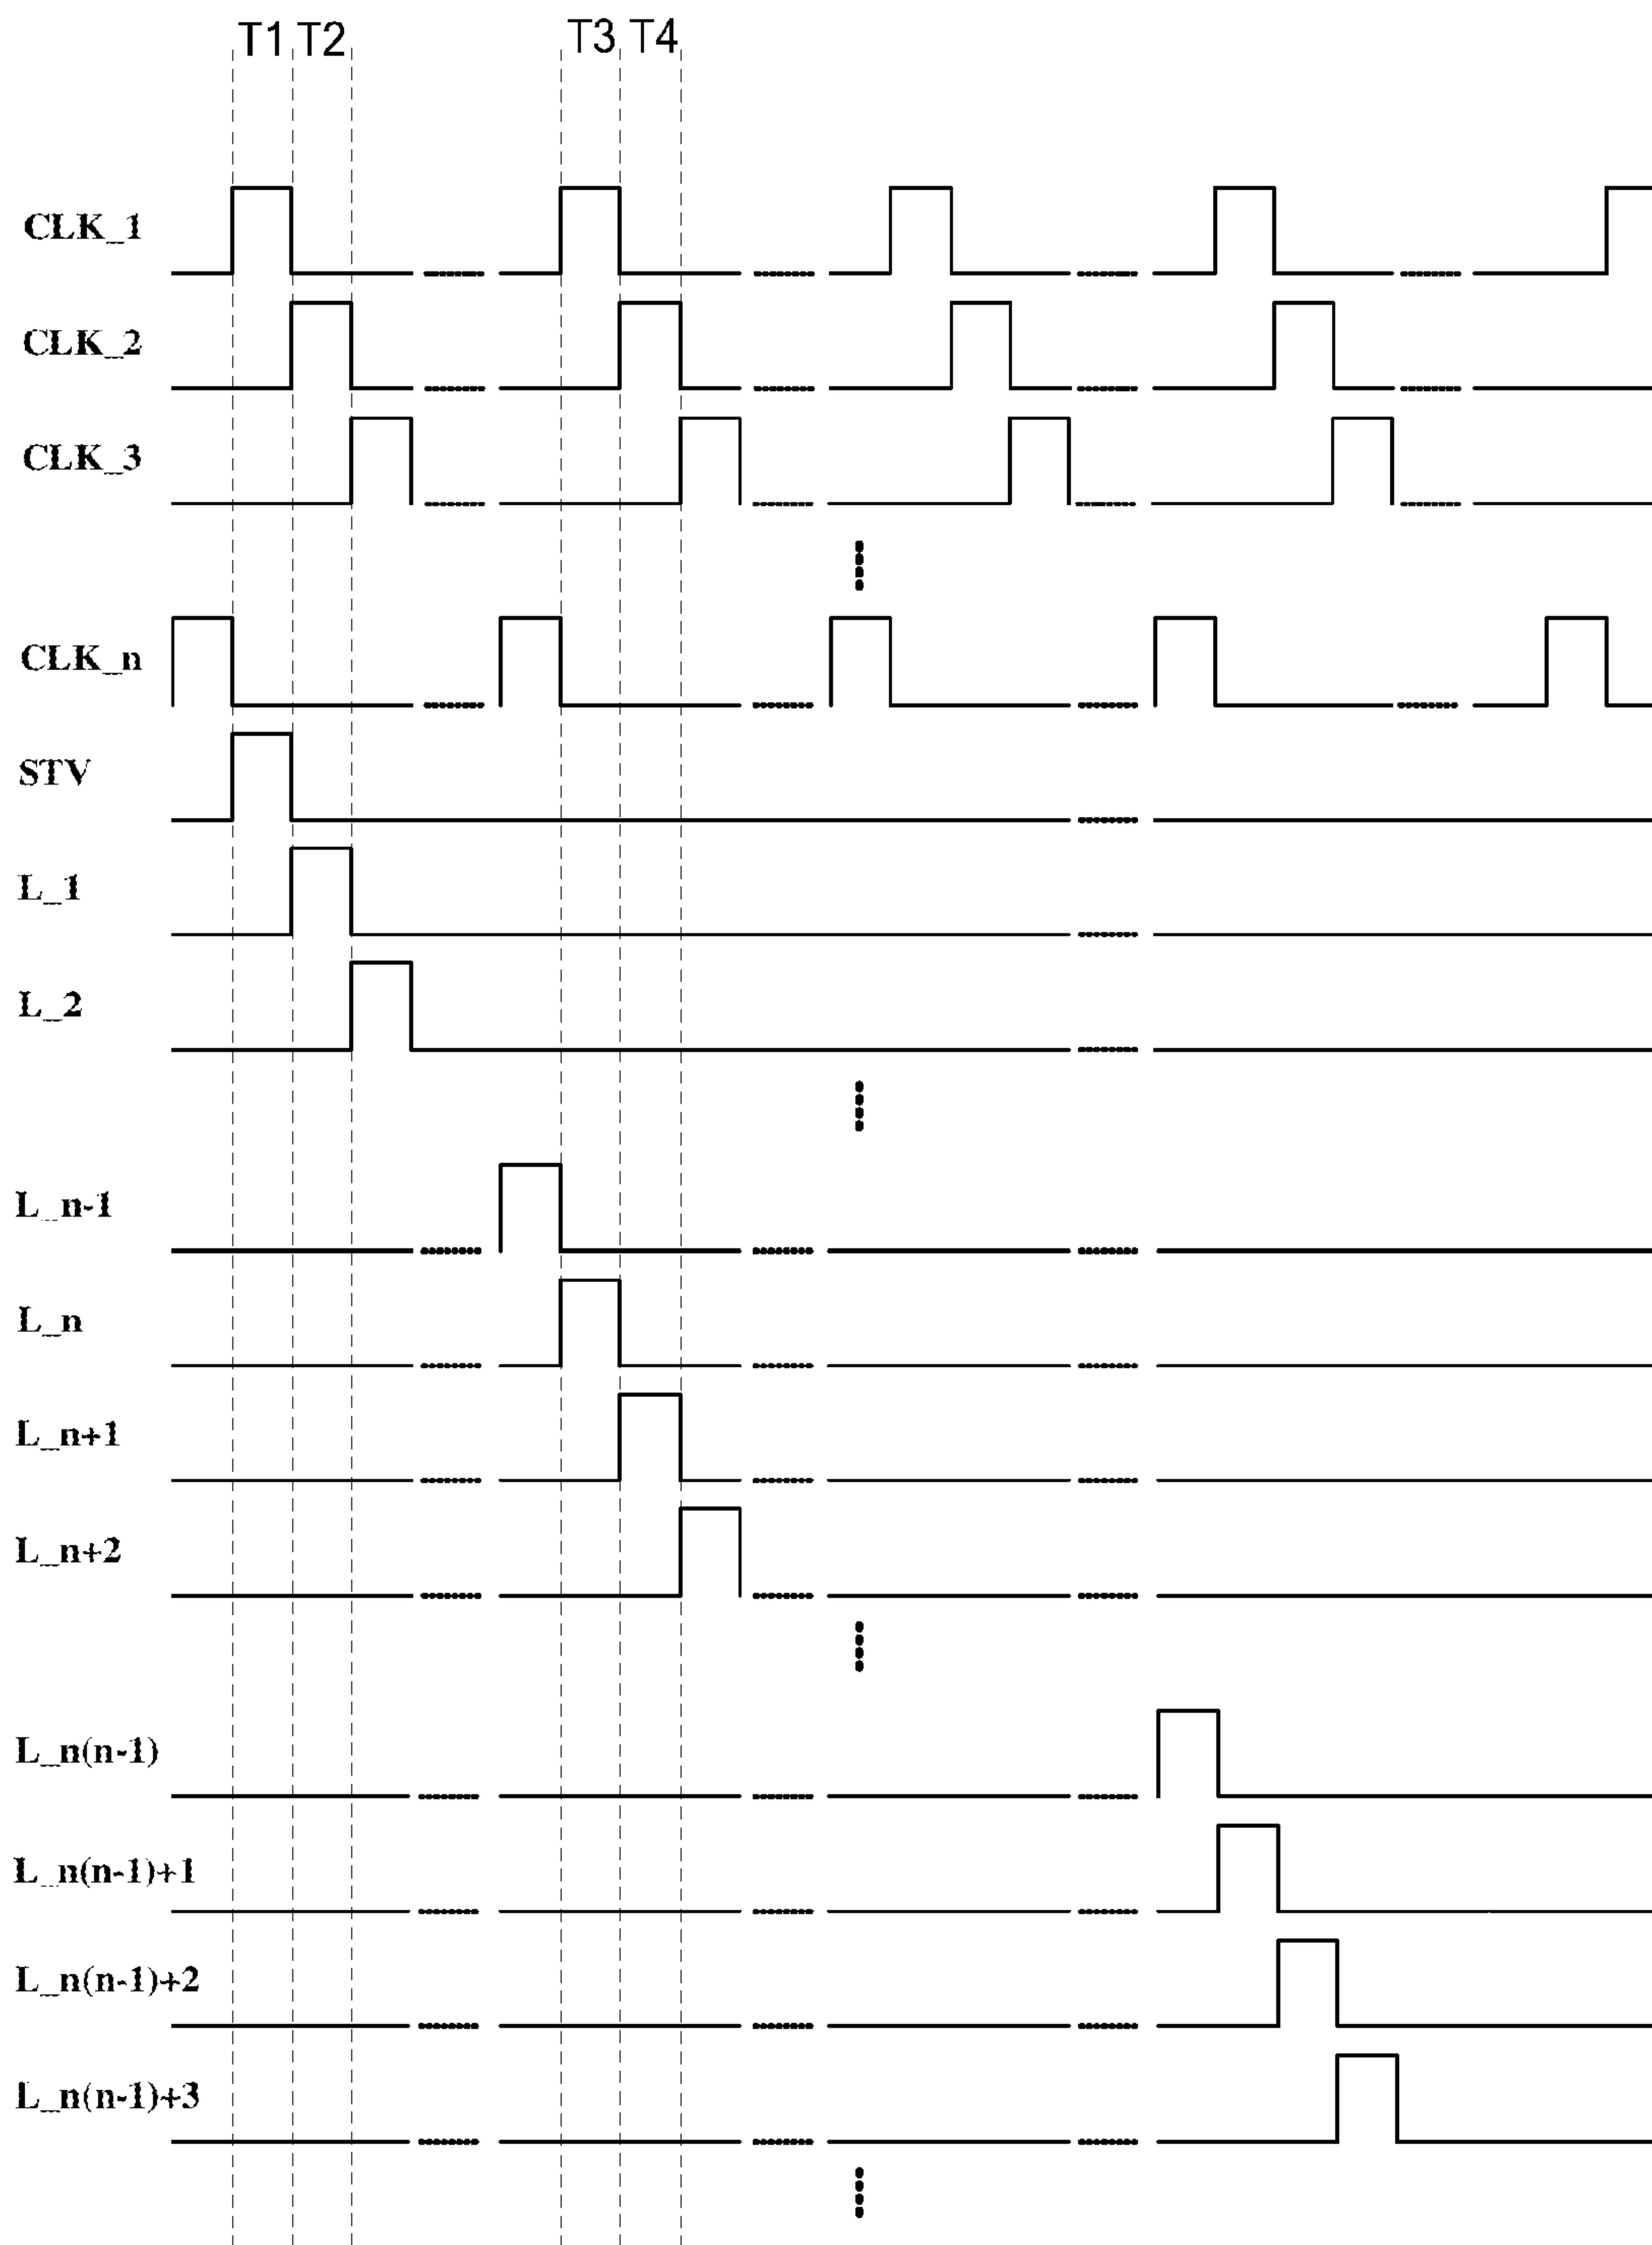 T1 T2 T3 T4
CLK_1
CLK_2
CLK_3
CLK_n
STV
L_1
L_2
L_n-1
L_n
L_n+1
L_n+2
L_n(n-1)
L_n(n-1)+1
L_n(n-1)+2
L_n(n-1)+3